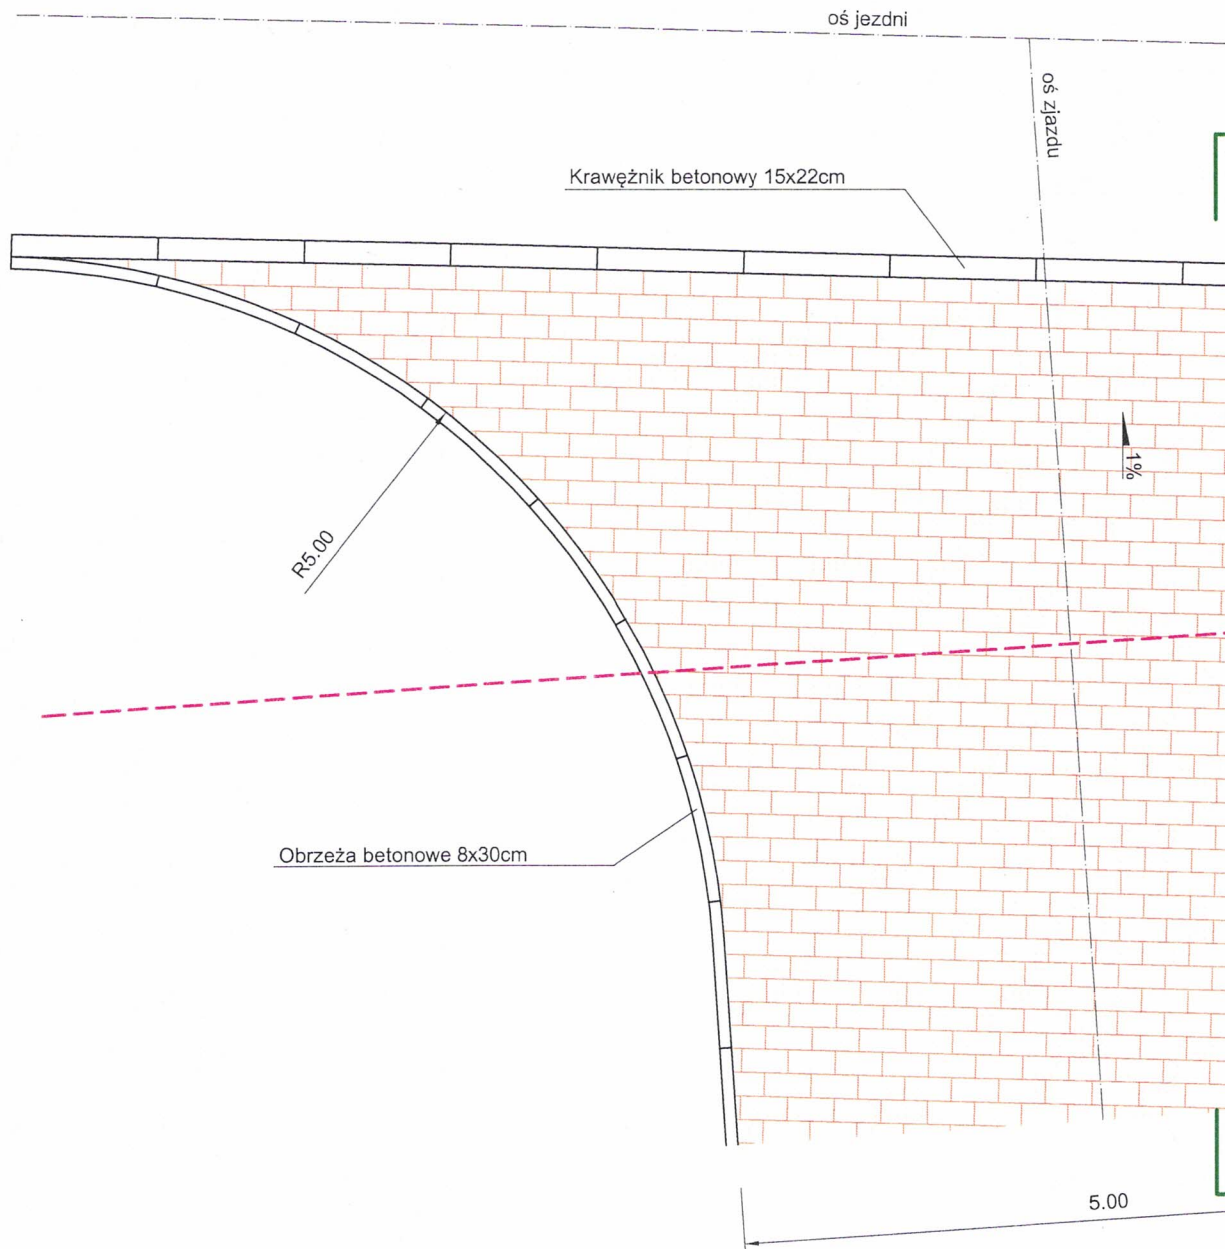 oś jezdni
oś zjazdu
Krawężnik betonowy 15x22cm
1%
R5.00
Obrzeża betonowe 8x30cm
5.00